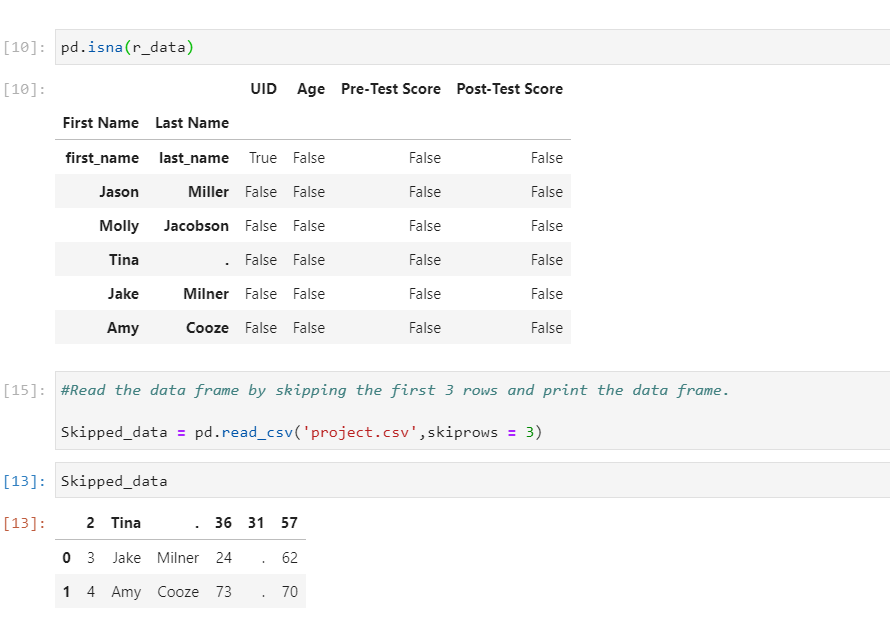 [10]: pd.isna(r_data)
[10]:
UID Age Pre-Test Score Post-Test Score
First Name Last Name
first_name last_name True False False False
Jason Miller False False False False
Molly Jacobson False False False False
Tina . False False False False
Jake Milner False False False False
Amy Cooze False False False False
[15]: #Read the data frame by skipping the first 3 rows and print the data frame.
Skipped_data = pd.read_csv('project.csv',skiprows = 3)
[13]: Skipped_data
[13]: 2 Tina . 36 31 57
0 3 Jake Milner 24 . 62
1 4 Amy Cooze 73 . 70